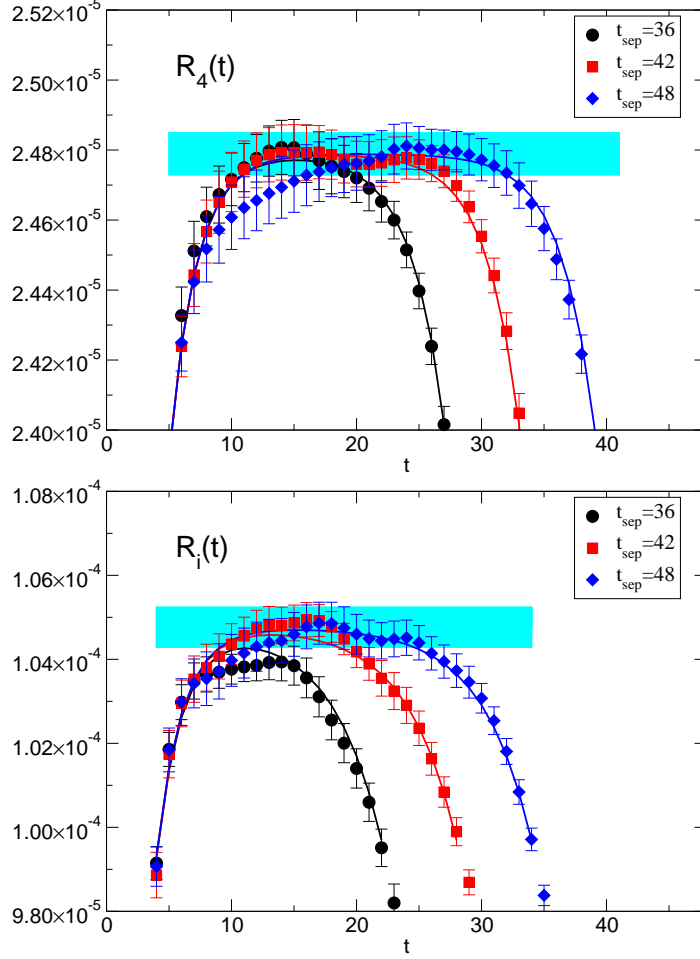 2.52×10⁻⁵
2.50×10⁻⁵
2.48×10⁻⁵
2.46×10⁻⁵
2.44×10⁻⁵
2.42×10⁻⁵
2.40×10⁻⁵
R₄(t)
t_sep=36
t_sep=42
t_sep=48
0 10 20 30 40
t
1.08×10⁻⁴
1.06×10⁻⁴
1.04×10⁻⁴
1.02×10⁻⁴
1.00×10⁻⁴
9.80×10⁻⁵
R_i(t)
t_sep=36
t_sep=42
t_sep=48
0 10 20 30 40
t